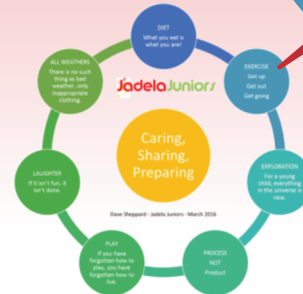 DIET
What you eat is
what you are!
EXERCISE
Get up
Get out
Get going
EXPLORATION
For a young
child, everything
in the universe is
new.
PROCESS
NOT
Product
PLAY
If you have
forgotten how to
play, you have
forgotten how to
live.
LAUGHTER
If it isn't fun, it
isn't done.
ALL WEATHERS
There is no such
thing as bad
weather, only
inappropriate
clothing.
JadelaJuniors
Caring,
Sharing,
Preparing
Dave Sheppard - Jadela Juniors - March 2016